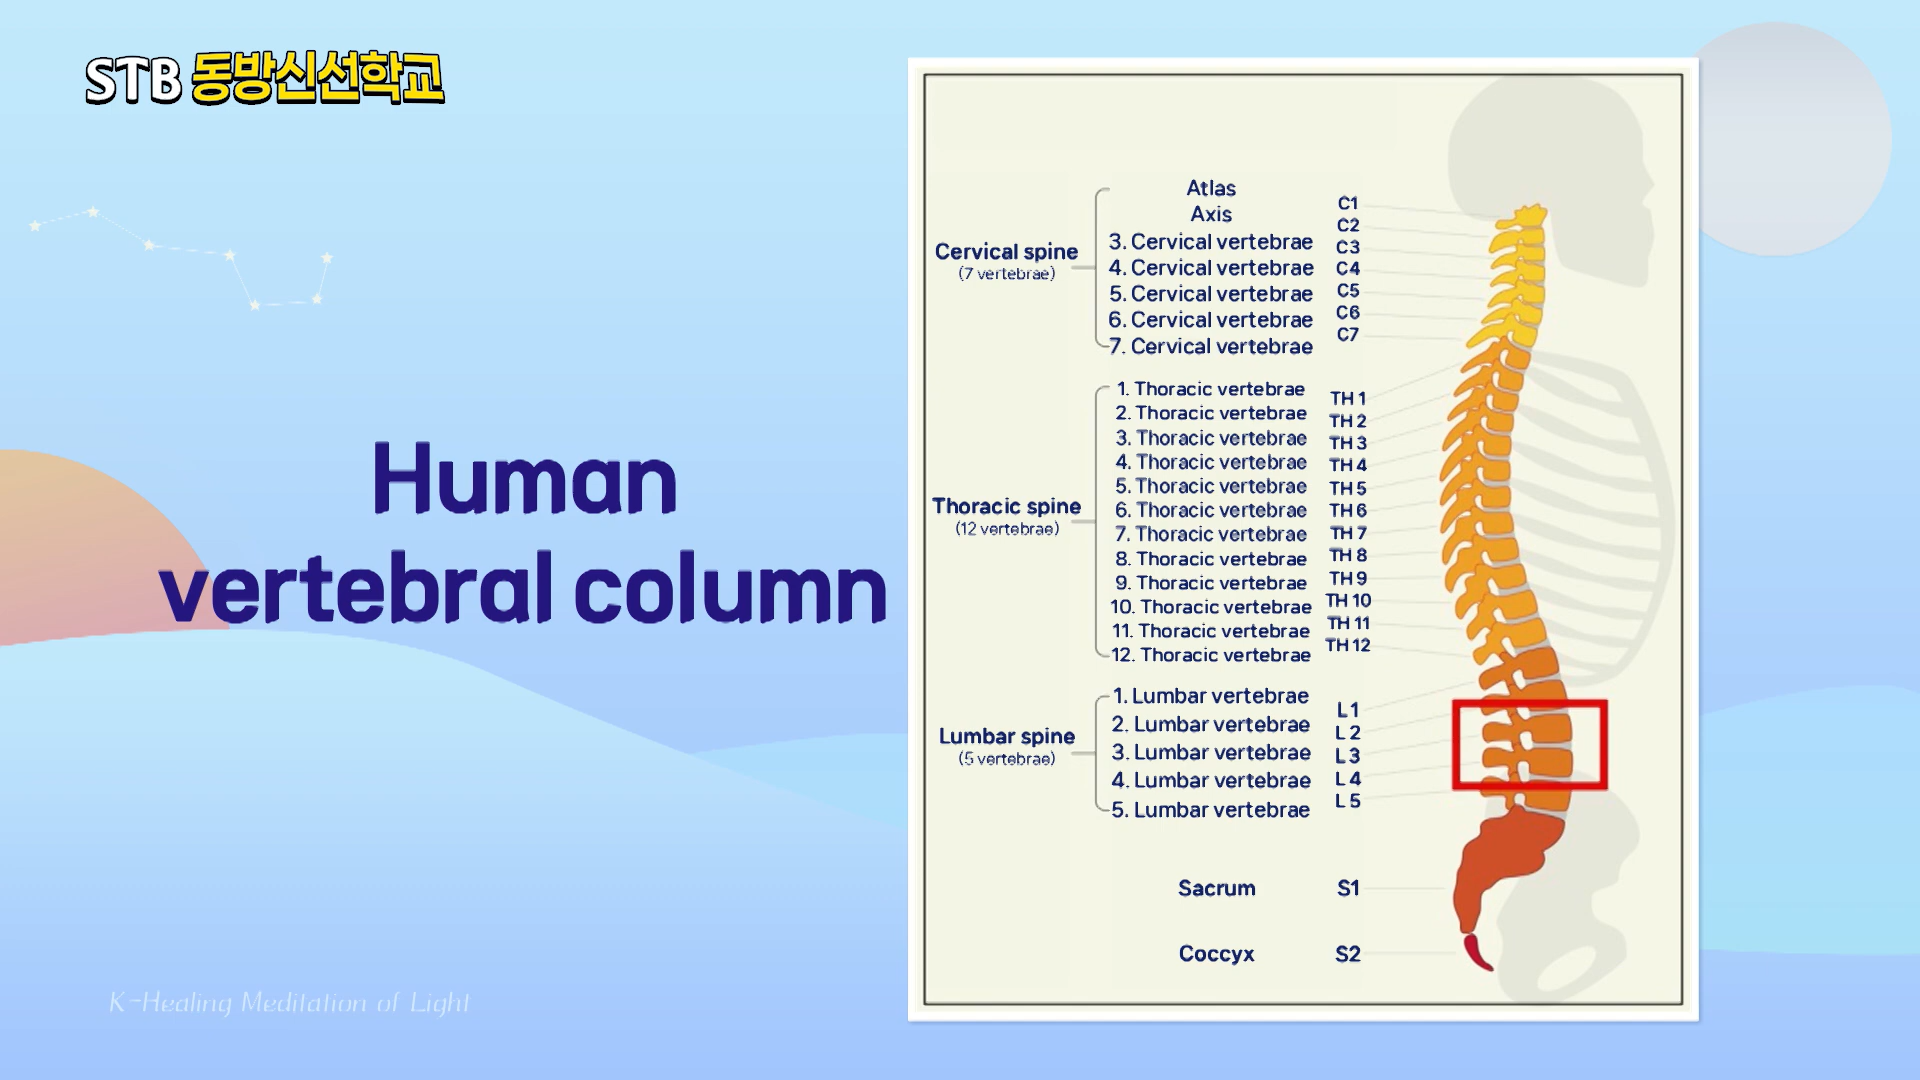 STB 동방신선학교
Human
vertebral column
K-Healing Meditation of Light
Cervical spine
(7 vertebrae)
Atlas
Axis
3. Cervical vertebrae
4. Cervical vertebrae
5. Cervical vertebrae
6. Cervical vertebrae
7. Cervical vertebrae
C1
C2
C3
C4
C5
C6
C7
Thoracic spine
(12 vertebrae)
1. Thoracic vertebrae
2. Thoracic vertebrae
3. Thoracic vertebrae
4. Thoracic vertebrae
5. Thoracic vertebrae
6. Thoracic vertebrae
7. Thoracic vertebrae
8. Thoracic vertebrae
9. Thoracic vertebrae
10. Thoracic vertebrae
11. Thoracic vertebrae
12. Thoracic vertebrae
TH 1
TH 2
TH 3
TH 4
TH 5
TH 6
TH 7
TH 8
TH 9
TH 10
TH 11
TH 12
Lumbar spine
(5 vertebrae)
1. Lumbar vertebrae
2. Lumbar vertebrae
3. Lumbar vertebrae
4. Lumbar vertebrae
5. Lumbar vertebrae
L 1
L 2
L 3
L 4
L 5
Sacrum S1
Coccyx S2